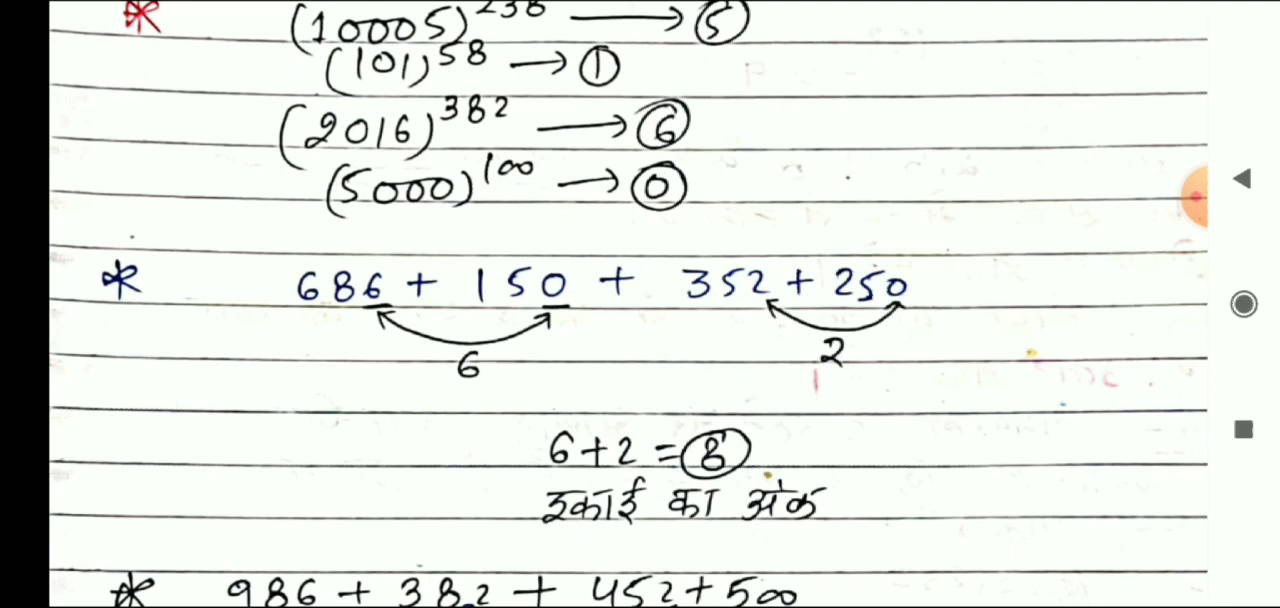 * (10005)^238 → 5
(101)^58 → 1
(2016)^382 → 6
(5000)^100 → 0
* 686 + 150 + 352 + 250
6 2
6+2 = 8
इकाई का अंक
* 986 + 382 + 452 + 500